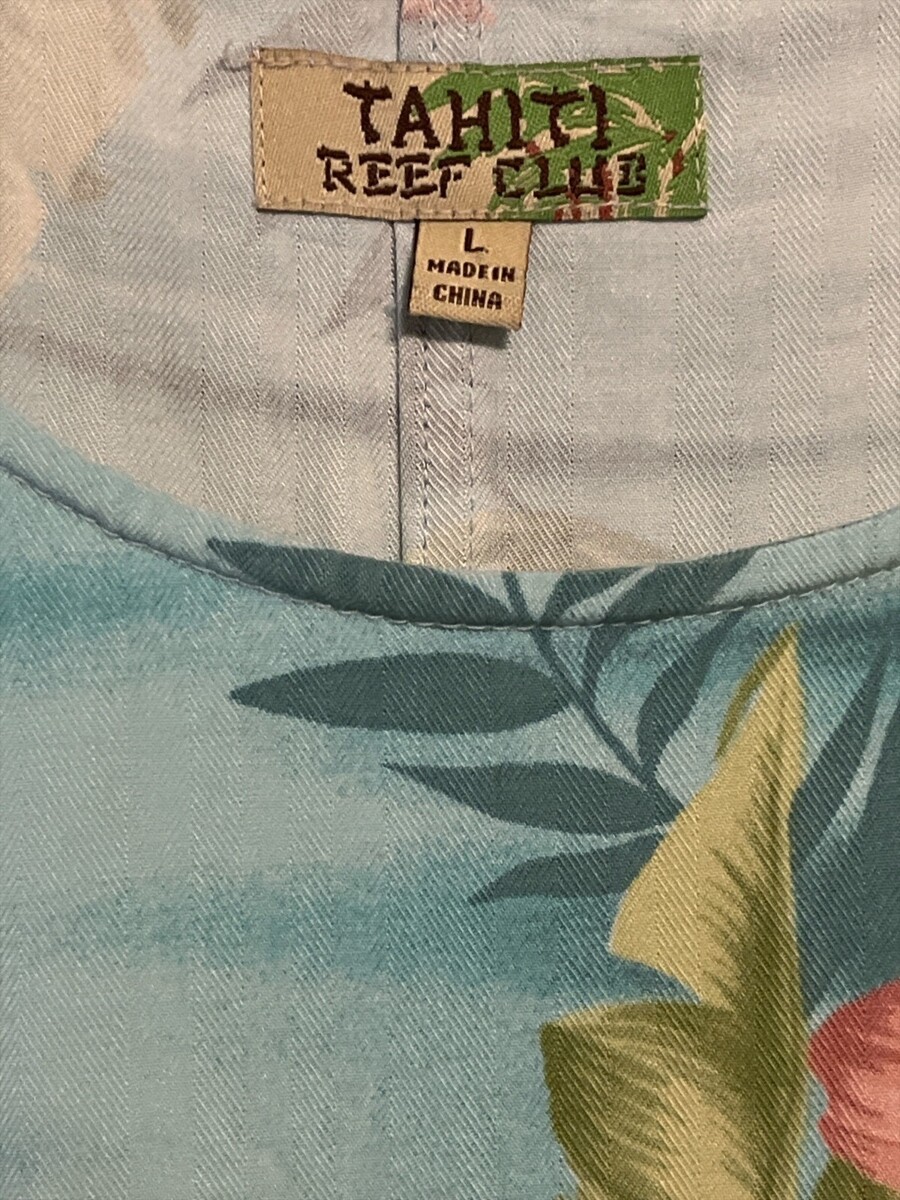 TAHITI
REEF CLUB
L
MADE IN
CHINA